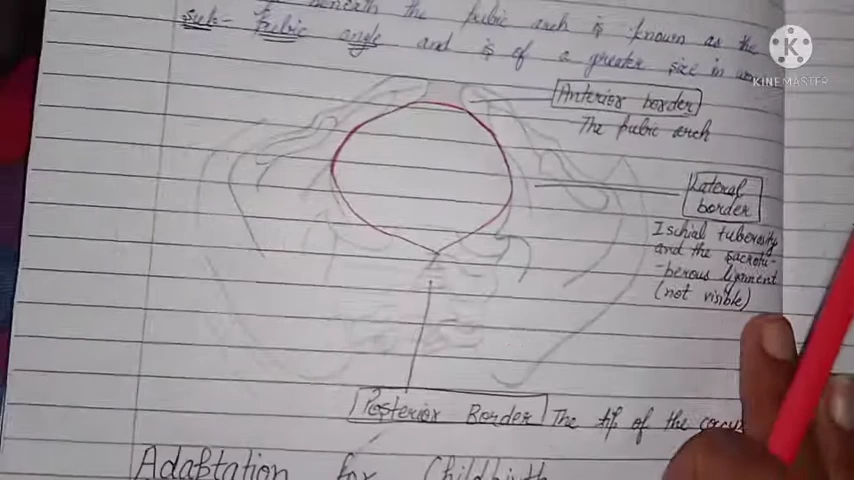 beneath the pubic arch is known as the
sub- pubic angle and is of a greater size in
KINEMASTER
Anterior border
The pubic arch
Lateral
border
Ischial tuberosity
and the sacrotu-
-berous ligament
(not visible)
Posterior Border The tip of the coccyx
Adaptation for Childbirth